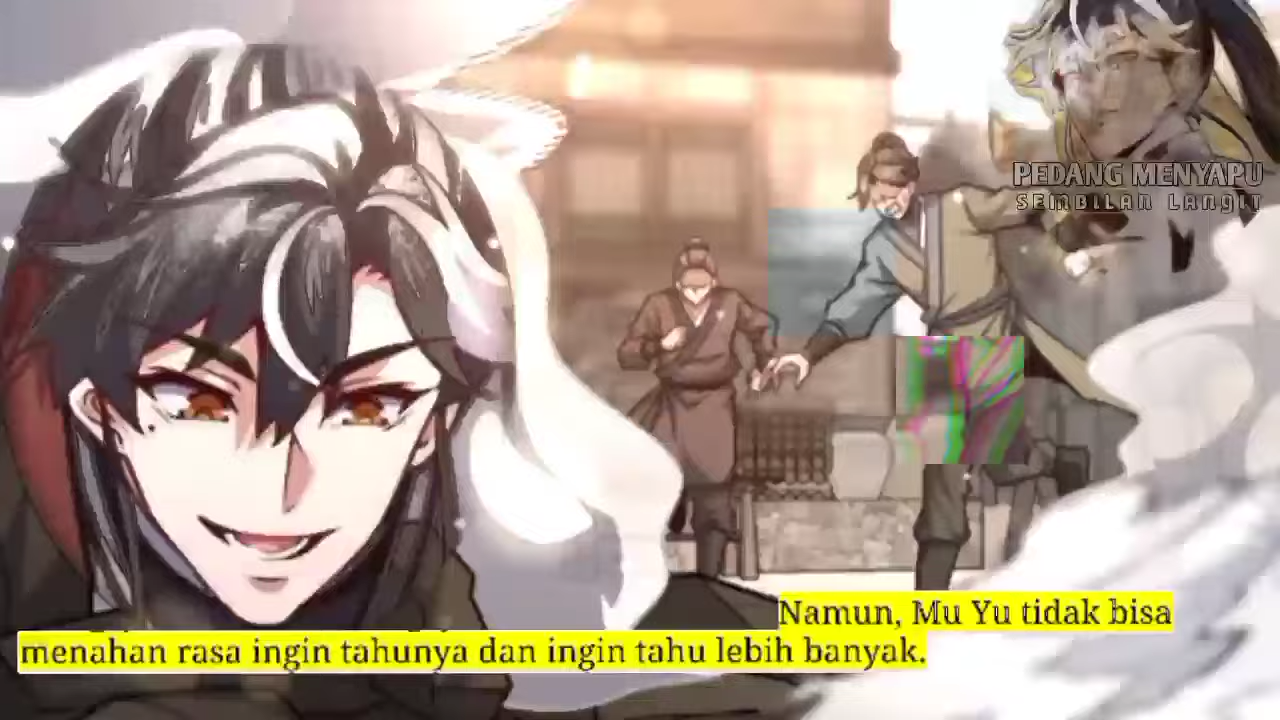 PEDANG MENYAPU
SEMBILAN LANGIT
Namun, Mu Yu tidak bisa
menahan rasa ingin tahunya dan ingin tahu lebih banyak.